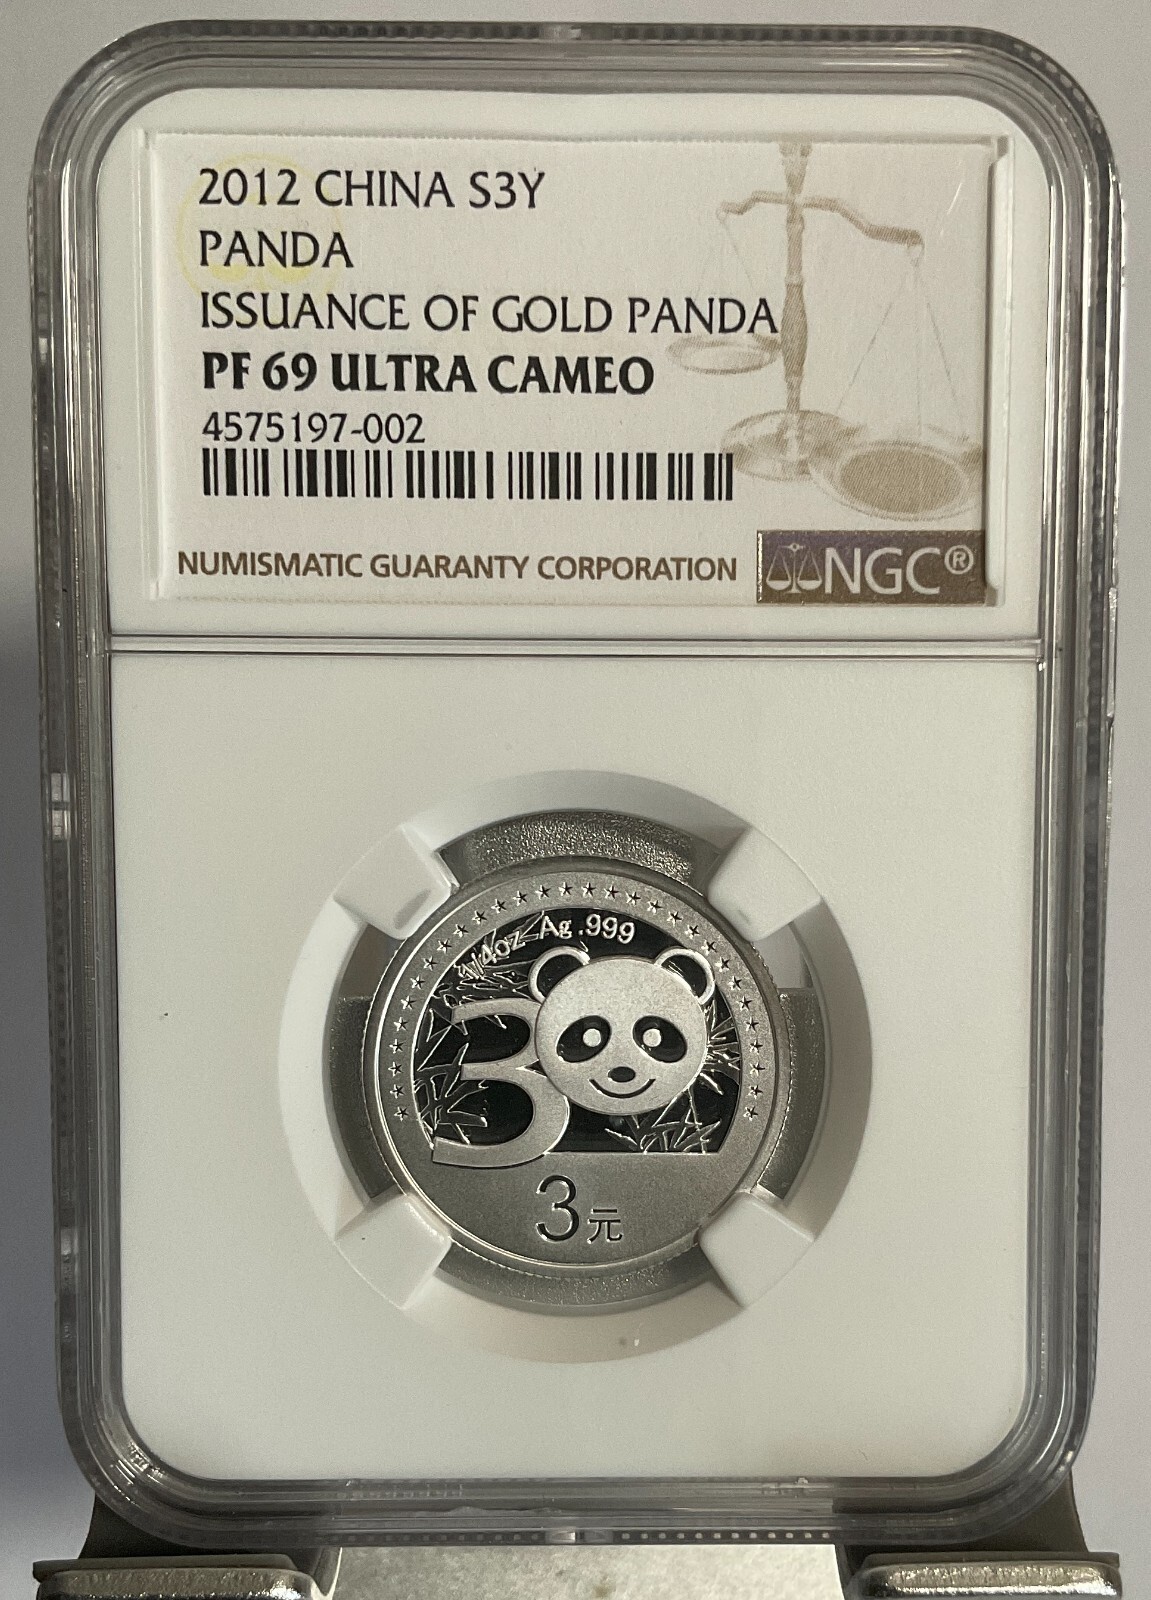 2012 CHINA S3Y
PANDA
ISSUANCE OF GOLD PANDA
PF 69 ULTRA CAMEO
4575197-002
NUMISMATIC GUARANTY CORPORATION
NGC®
1/4oz Ag.999
30
3元